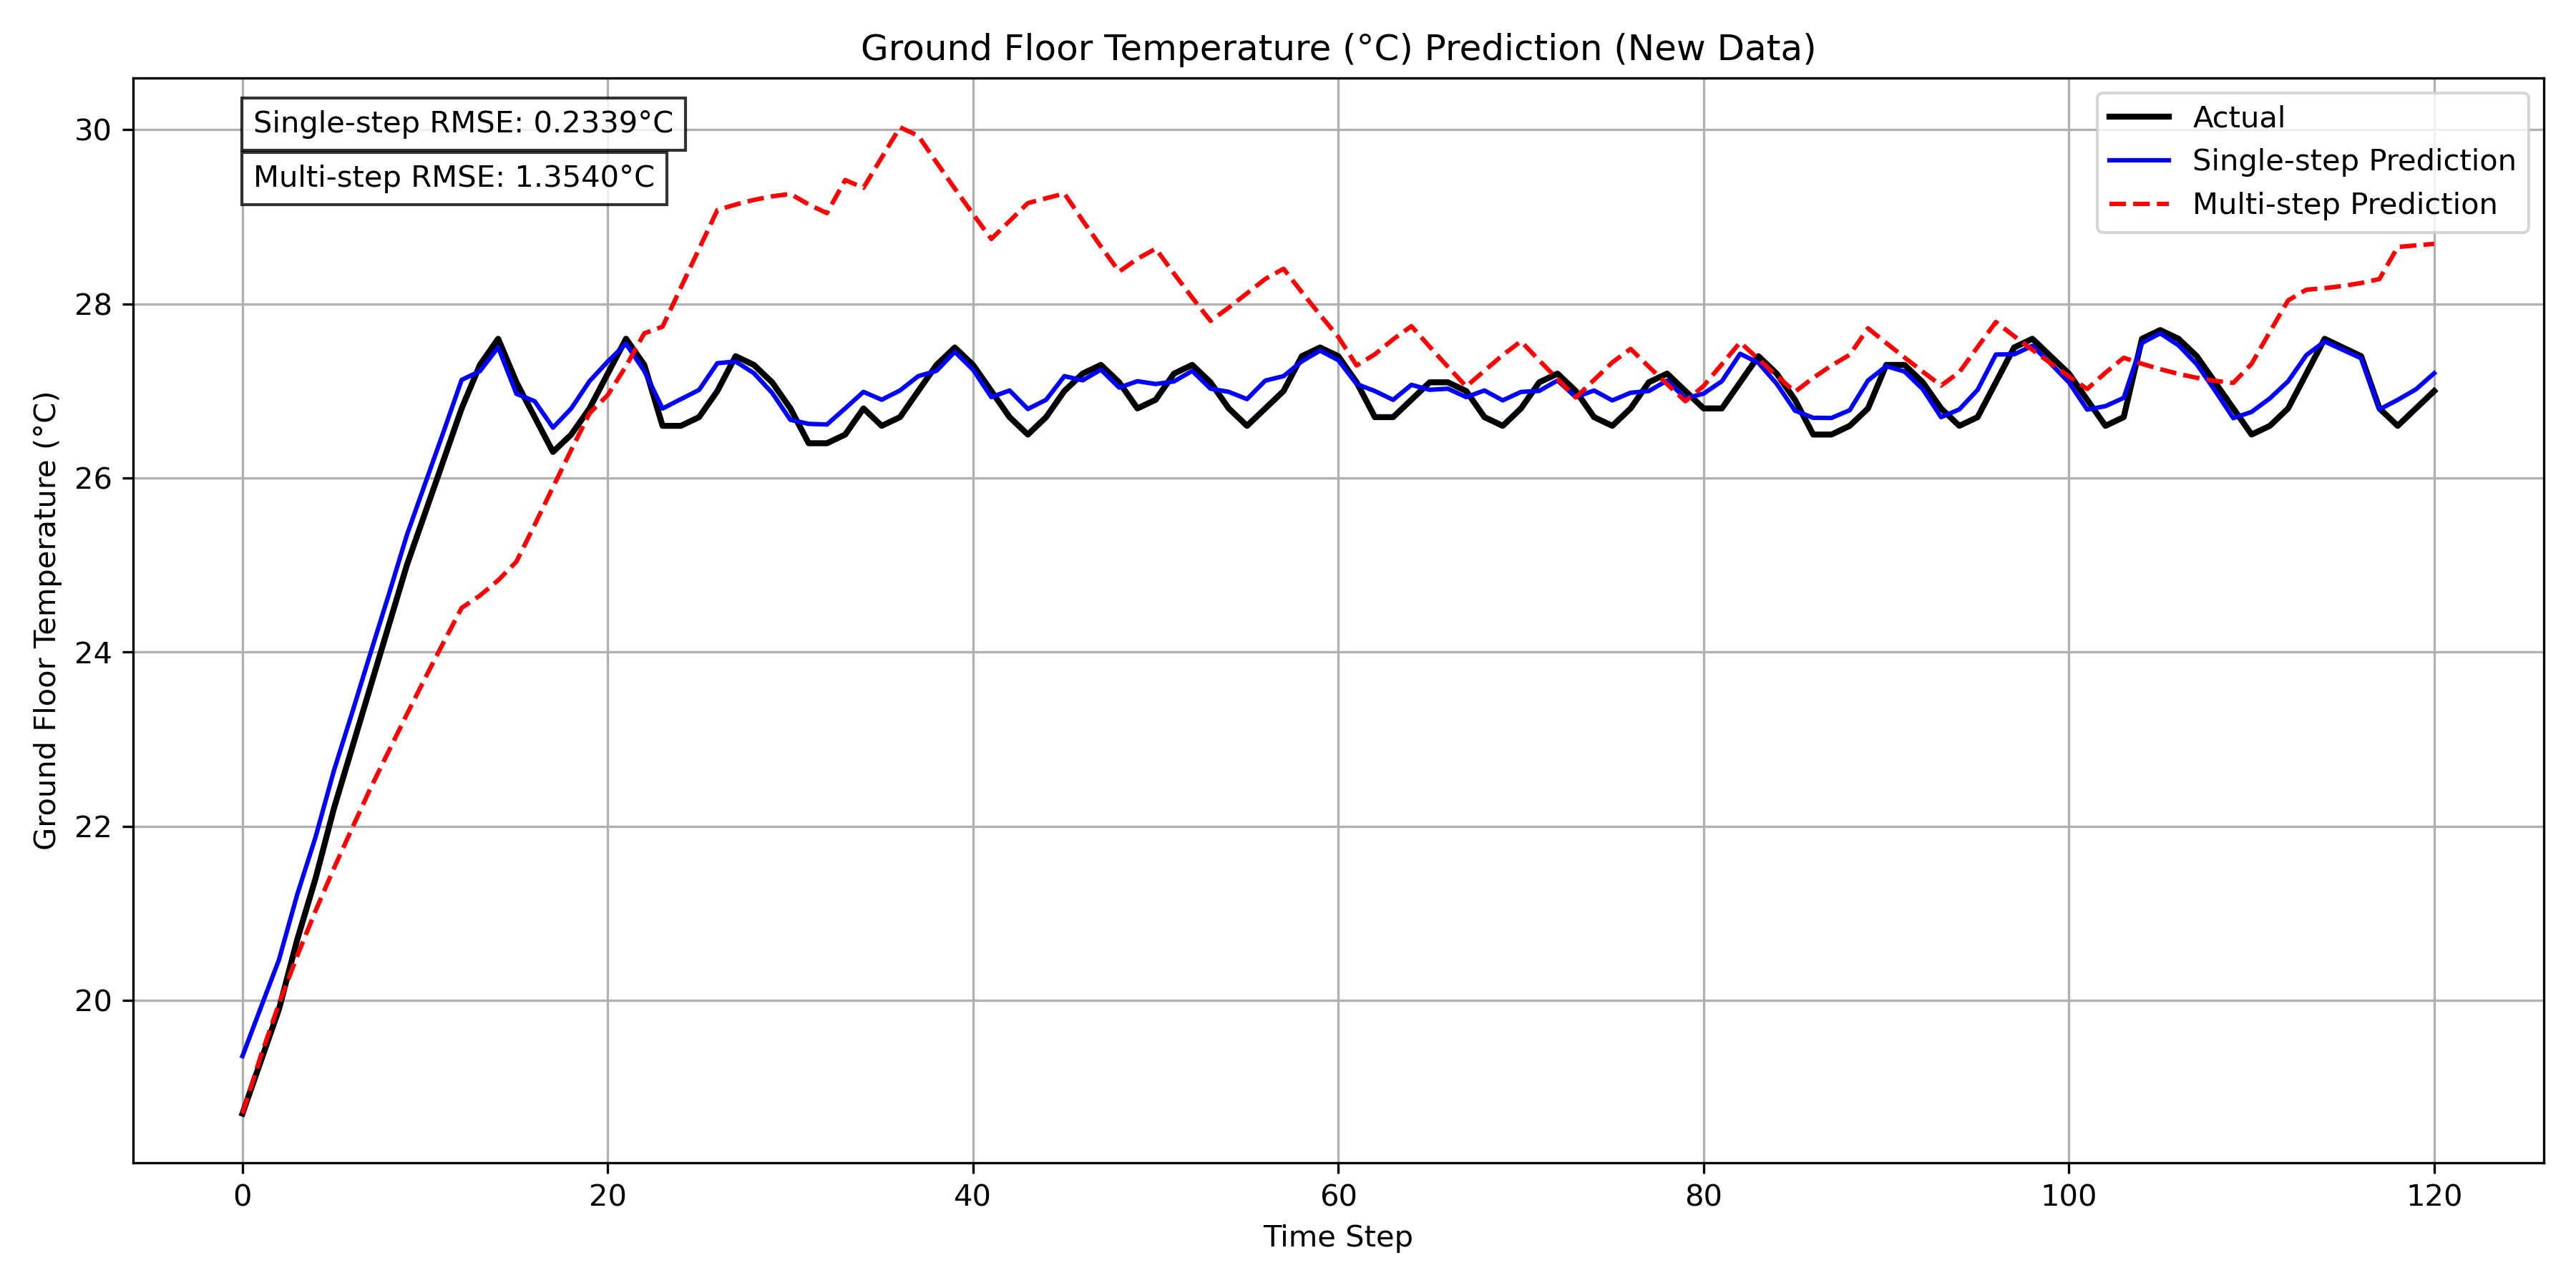 Ground Floor Temperature (°C) Prediction (New Data)
Single-step RMSE: 0.2339°C
Multi-step RMSE: 1.3540°C
Actual
Single-step Prediction
Multi-step Prediction
Ground Floor Temperature (°C)
30
28
26
24
22
20
0 20 40 60 80 100 120
Time Step